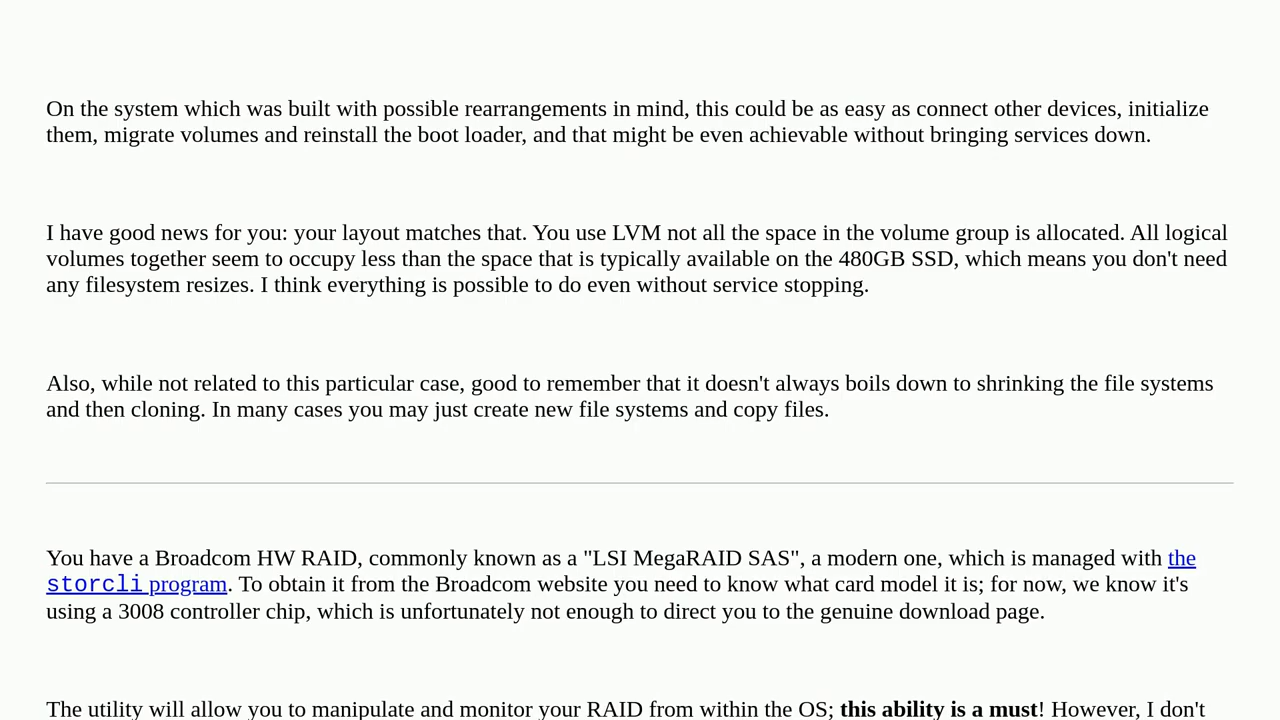 On the system which was built with possible rearrangements in mind, this could be as easy as connect other devices, initialize
them, migrate volumes and reinstall the boot loader, and that might be even achievable without bringing services down.
I have good news for you: your layout matches that. You use LVM not all the space in the volume group is allocated. All logical
volumes together seem to occupy less than the space that is typically available on the 480GB SSD, which means you don't need
any filesystem resizes. I think everything is possible to do even without service stopping.
Also, while not related to this particular case, good to remember that it doesn't always boils down to shrinking the file systems
and then cloning. In many cases you may just create new file systems and copy files.
You have a Broadcom HW RAID, commonly known as a "LSI MegaRAID SAS", a modern one, which is managed with the
storcli program. To obtain it from the Broadcom website you need to know what card model it is; for now, we know it's
using a 3008 controller chip, which is unfortunately not enough to direct you to the genuine download page.
The utility will allow you to manipulate and monitor your RAID from within the OS; this ability is a must! However, I don't